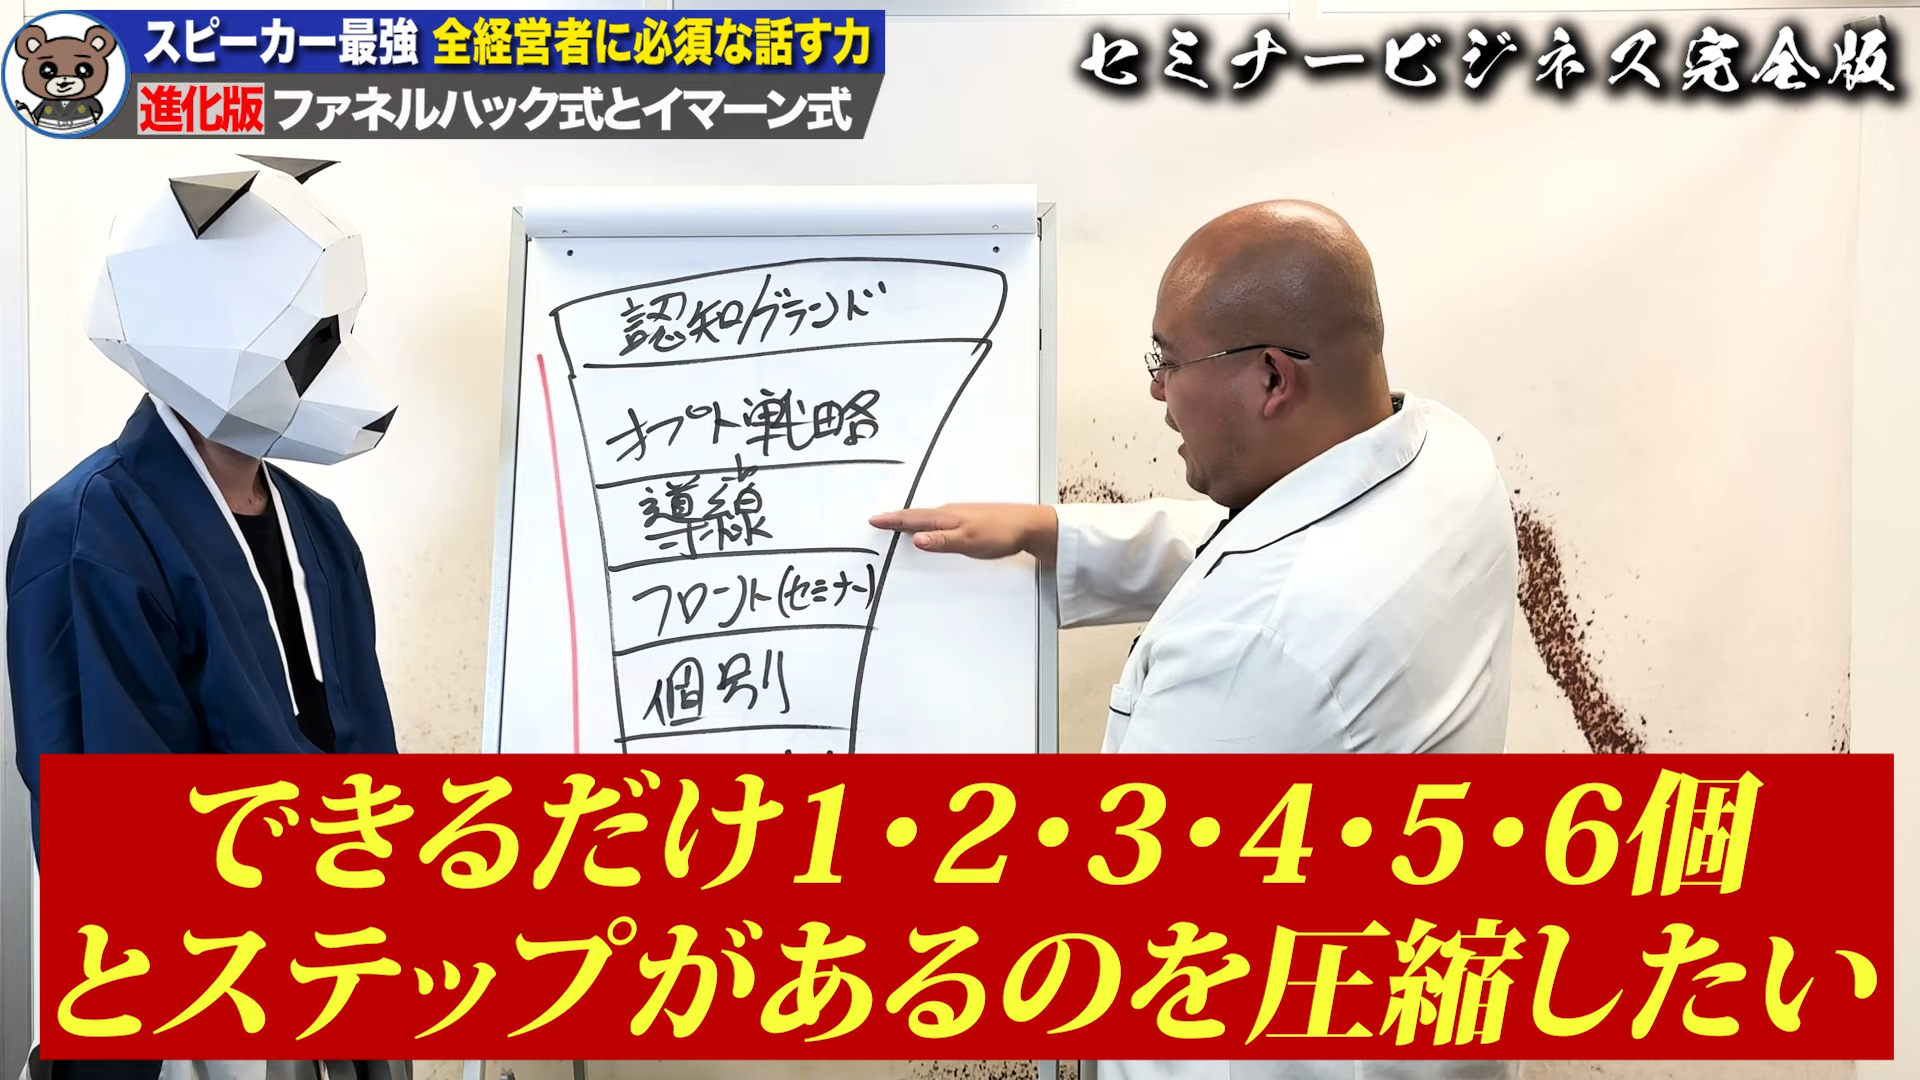 スピーカー最強 全経営者に必須な話す力
進化版 ファネルハック式とイマーン式
セミナービジネス完全版
認知/ブランド
オプト戦略
導線
フロント(セミナー)
個別
できるだけ1・2・3・4・5・6個
とステップがあるのを圧縮したい